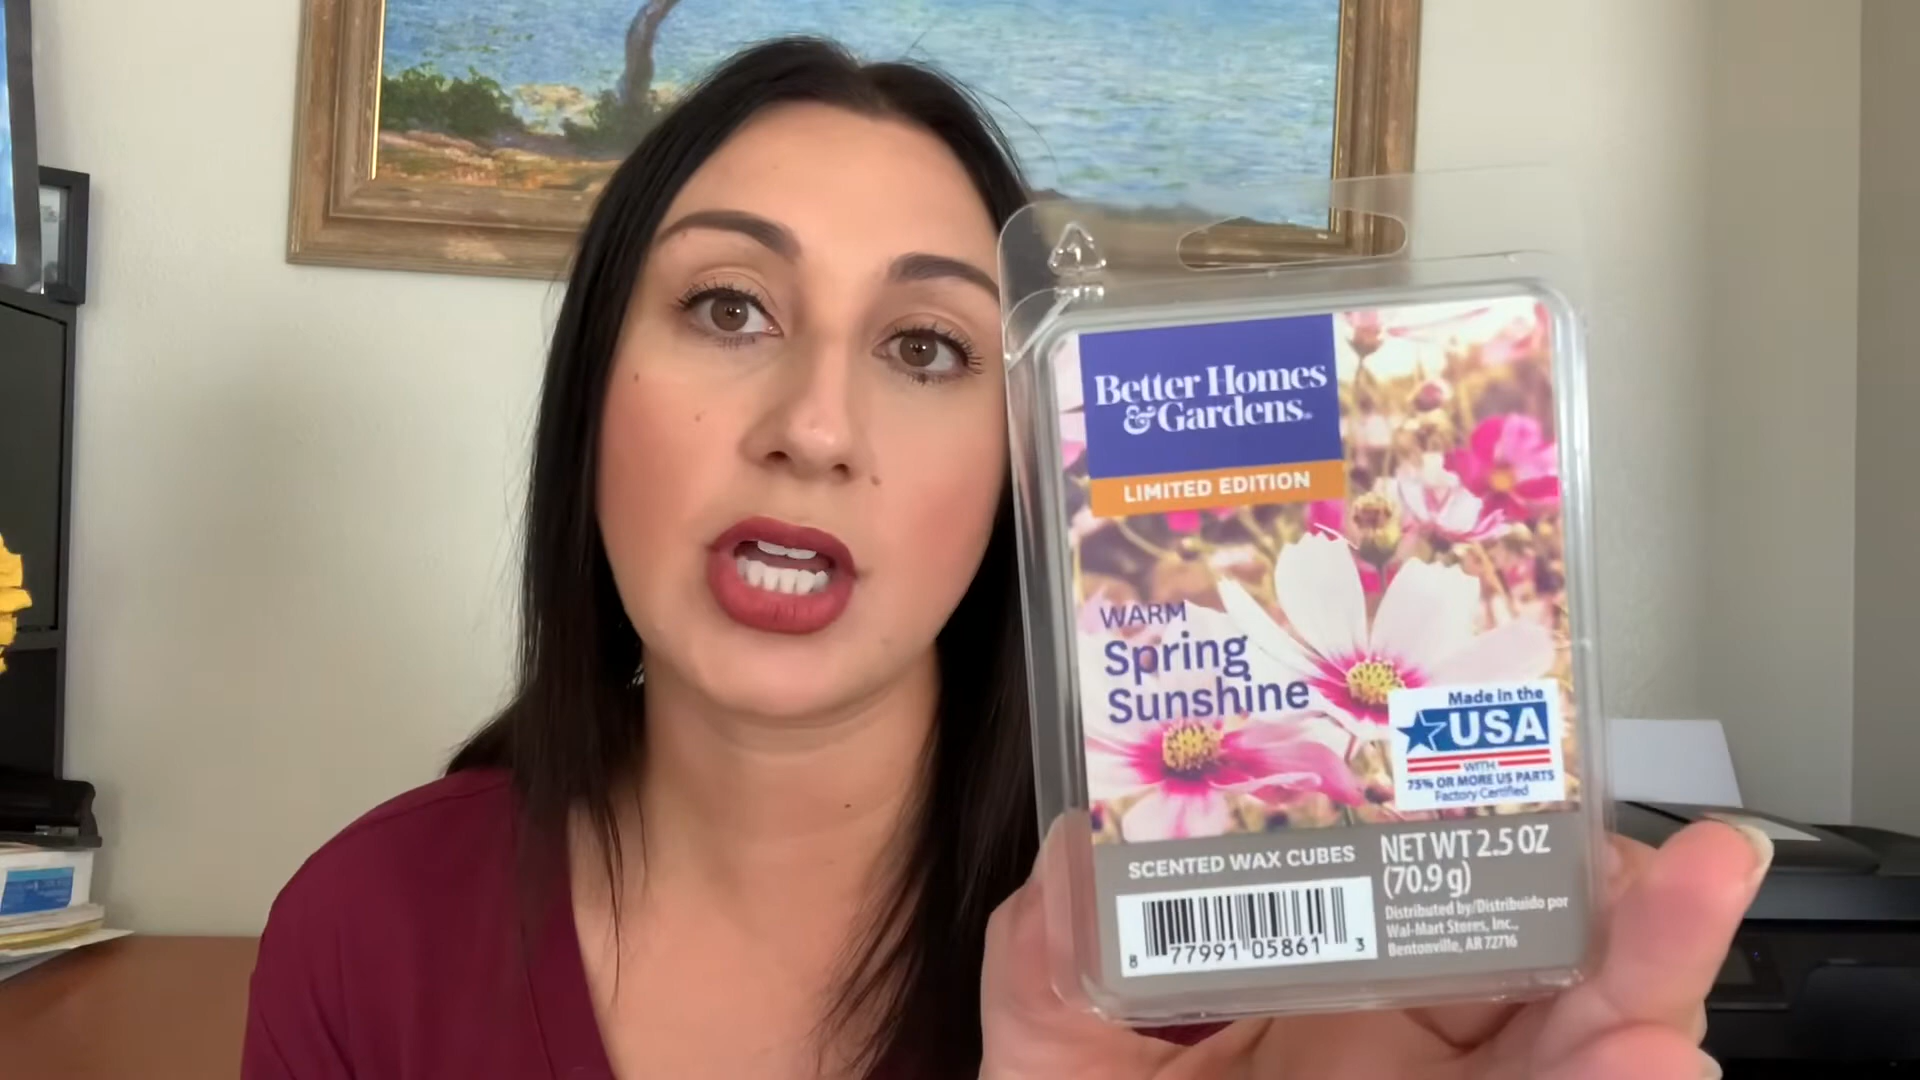 Better Homes
& Gardens
LIMITED EDITION
WARM
Spring
Sunshine
Made in the
USA
WITH
75% OR MORE US PARTS
Factory Certified
SCENTED WAX CUBES
NET WT 2.5 OZ
(70.9 g)
Distributed by/Distribuido por
Wal-Mart Stores, Inc.,
Bentonville, AR 72716
8 77991 05861 3